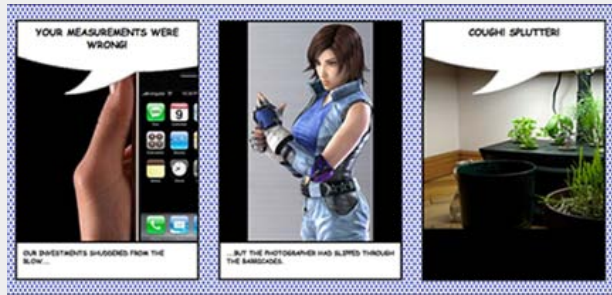 YOUR MEASUREMENTS WERE
WRONG!
OUR INVESTMENTS SHUDDERED FROM THE
BLOW....
....BUT THE PHOTOGRAPHER HAD SLIPPED THROUGH
THE BARRICADES.
COUGH! SPLUTTER!